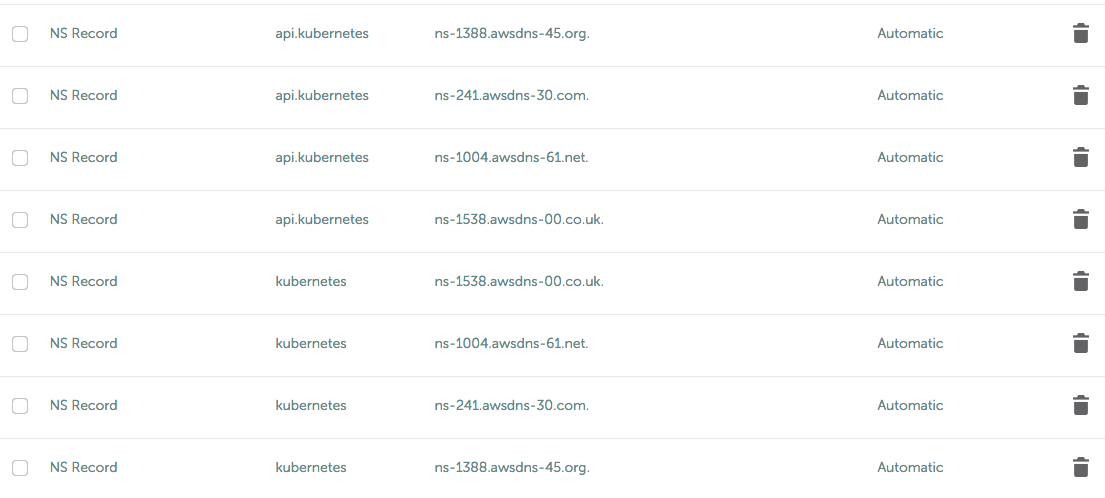 NS Record api.kubernetes ns-1388.awsdns-45.org. Automatic
NS Record api.kubernetes ns-241.awsdns-30.com. Automatic
NS Record api.kubernetes ns-1004.awsdns-61.net. Automatic
NS Record api.kubernetes ns-1538.awsdns-00.co.uk. Automatic
NS Record kubernetes ns-1538.awsdns-00.co.uk. Automatic
NS Record kubernetes ns-1004.awsdns-61.net. Automatic
NS Record kubernetes ns-241.awsdns-30.com. Automatic
NS Record kubernetes ns-1388.awsdns-45.org. Automatic